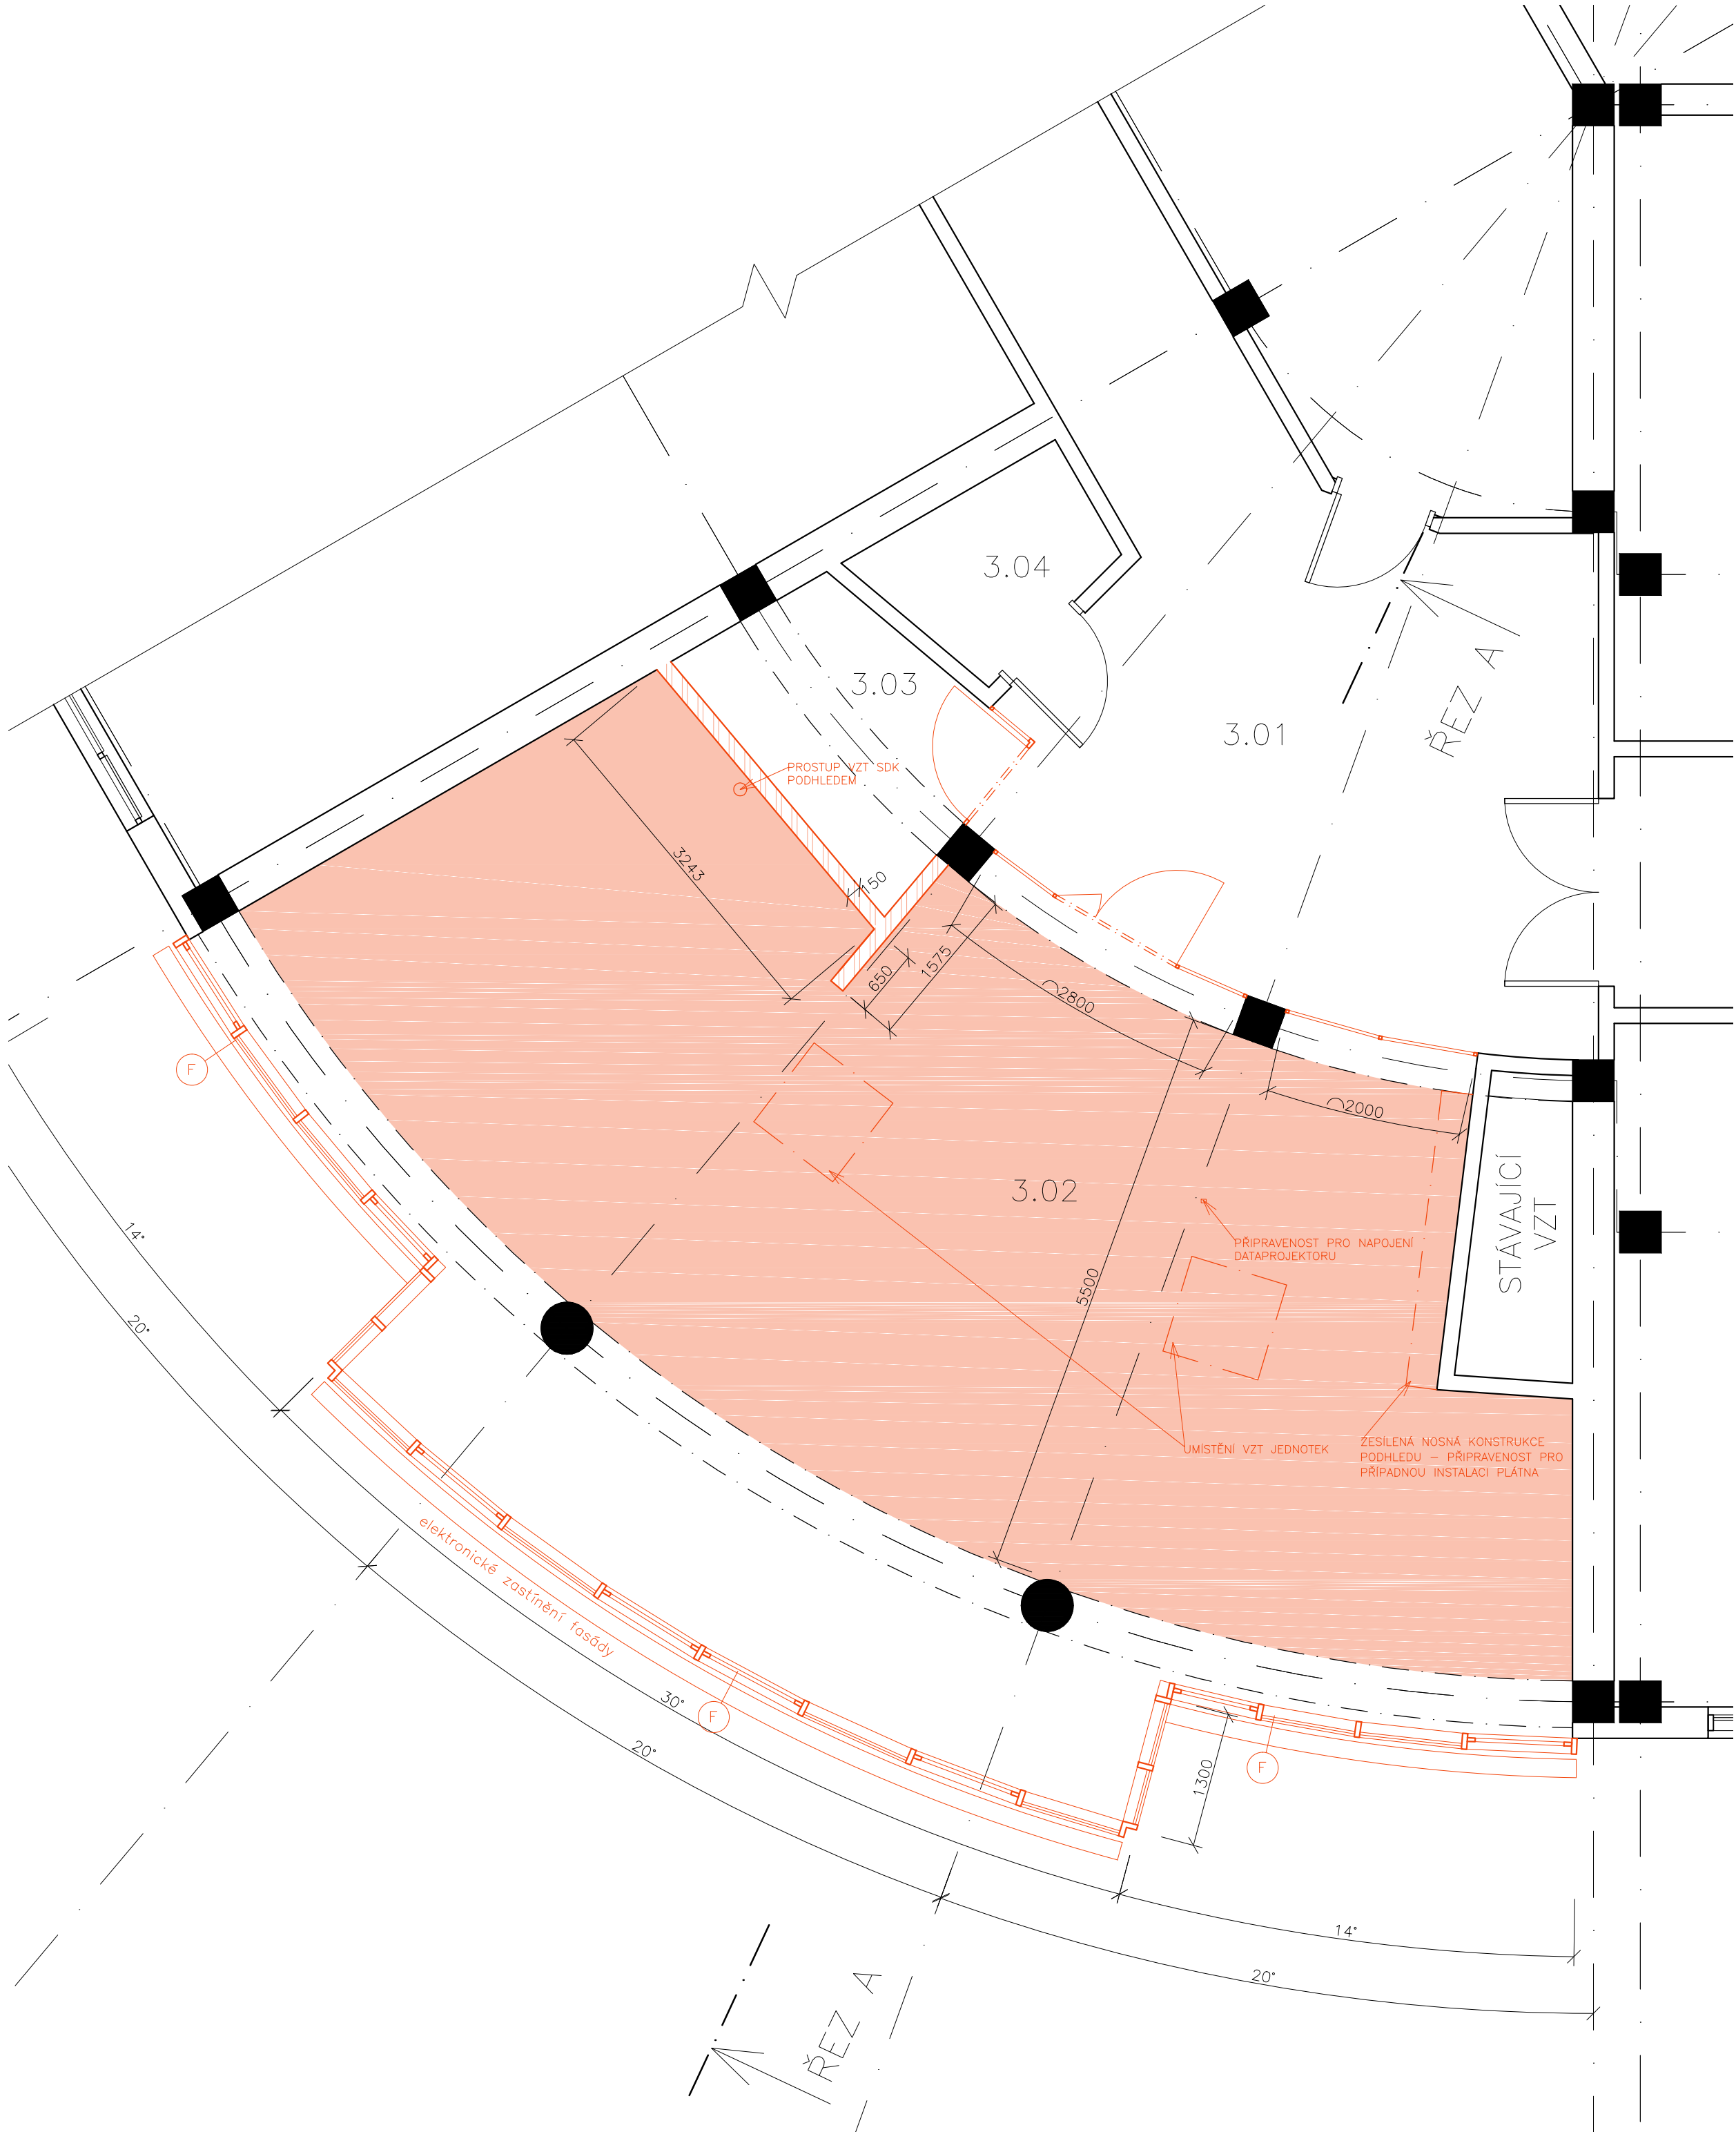 3.04
3.03
3.01
ŘEZ A
PROSTUP VZT SDK
PODHLEDEM
3243
150
650
1575
2800
2000
F
3.02
STÁVAJÍCÍ
VZT
PŘIPRAVENOST PRO NAPOJENÍ
DATAPROJEKTORU
5500
14°
20°
UMÍSTĚNÍ VZT JEDNOTEK
ZESÍLENÁ NOSNÁ KONSTRUKCE
PODHLEDU – PŘIPRAVENOST PRO
PŘÍPADNOU INSTALACI PLÁTNA
elektronické zastínění fasády
30°
F
20°
F
1300
14°
20°
ŘEZ A